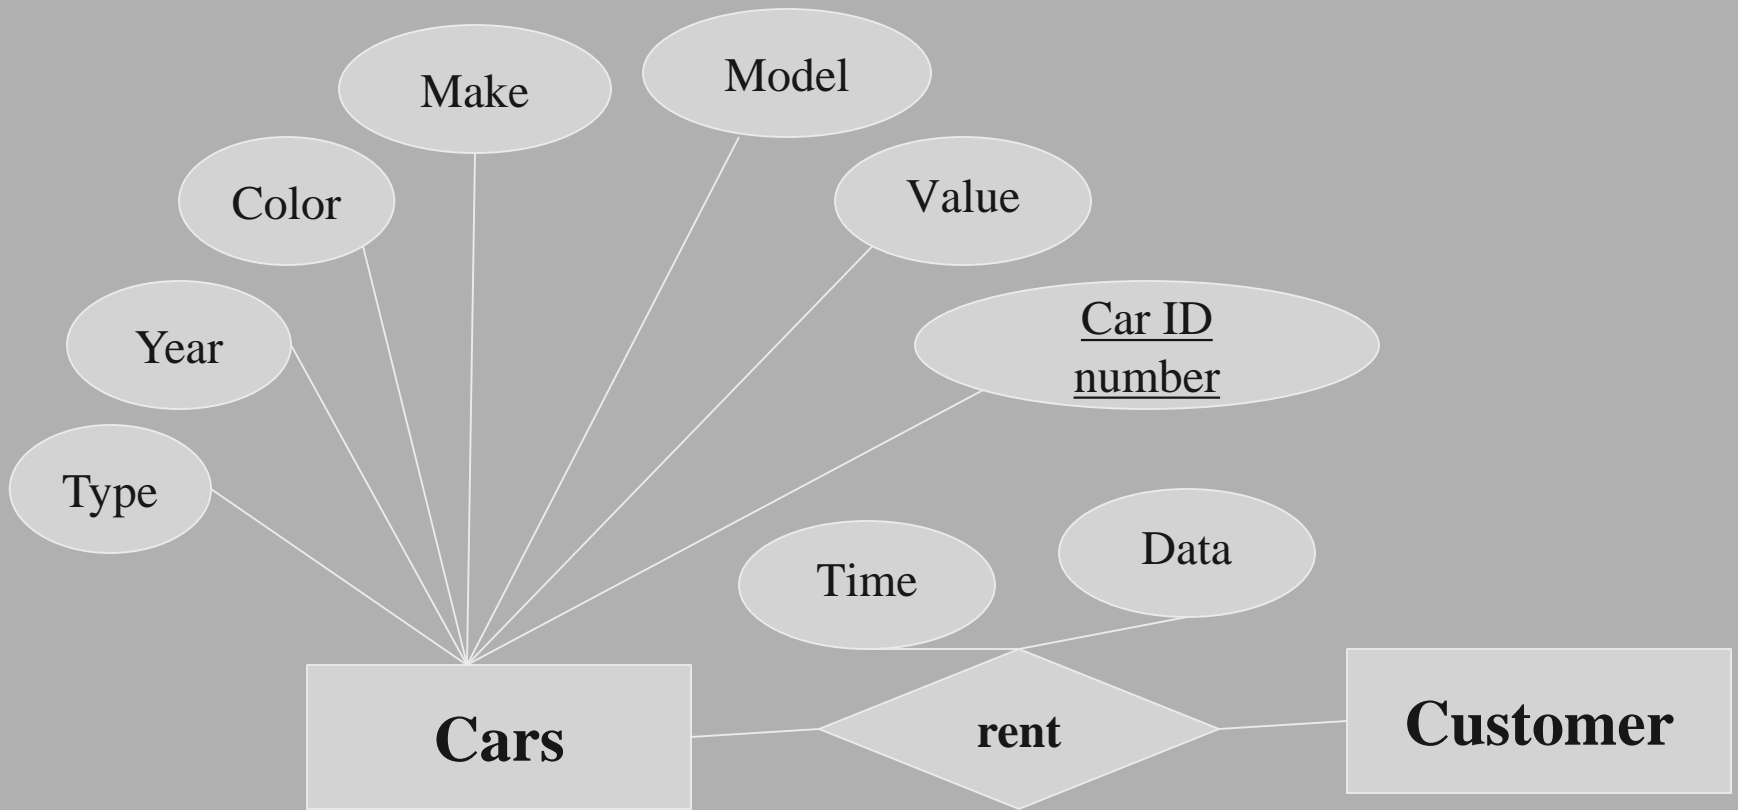 Make
Model
Color
Value
Year
Car ID
number
Type
Time
Data
Cars
rent
Customer